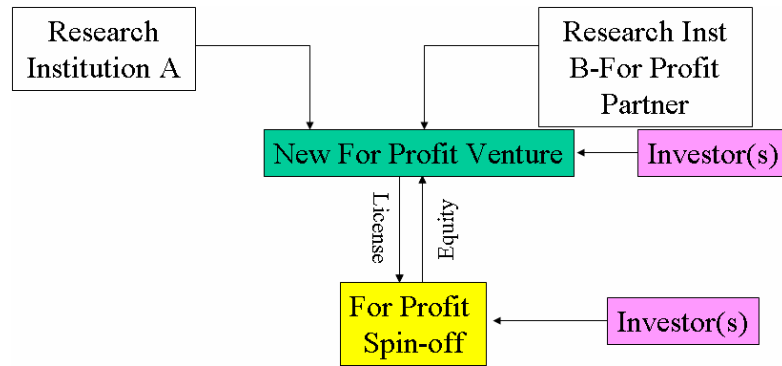 Research
Institution A
Research Inst
B-For Profit
Partner
New For Profit Venture
Investor(s)
License
Equity
For Profit
Spin-off
Investor(s)